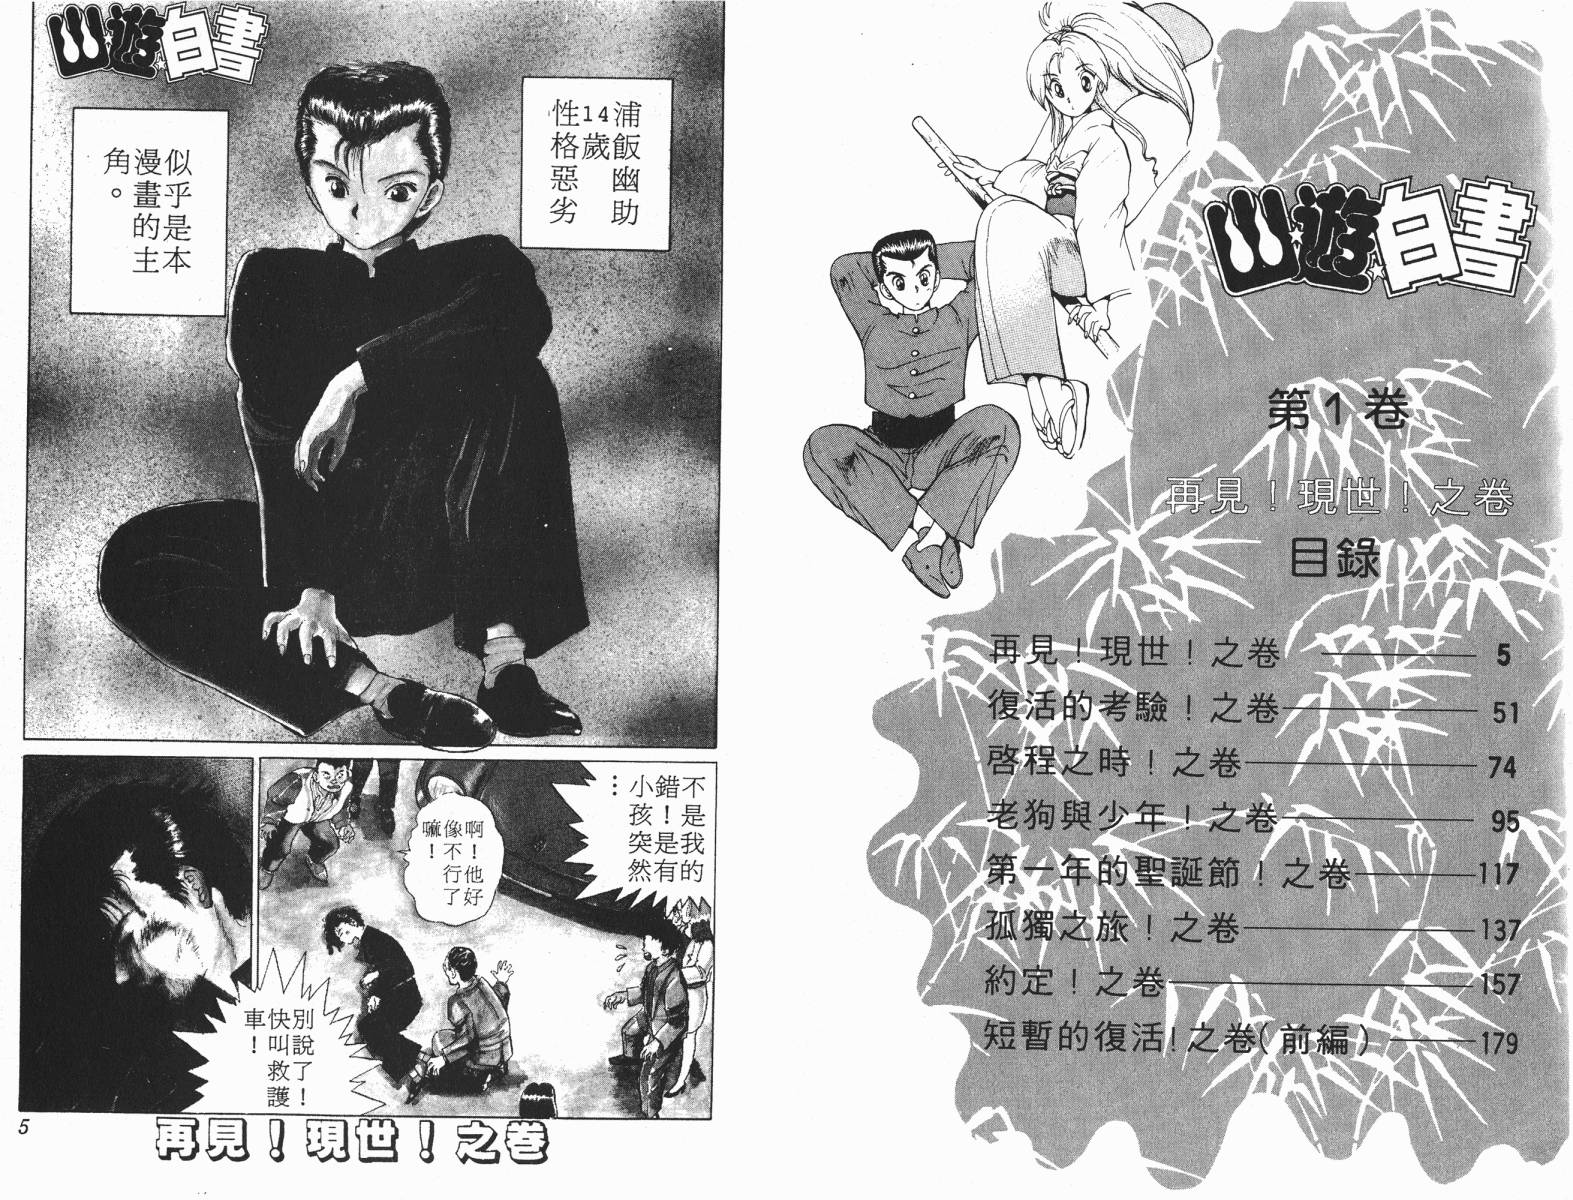 幽遊白書
第1卷
再見！現世！之卷
目錄
再見！現世！之卷 5
復活的考驗！之卷 51
啓程之時！之卷 74
老狗與少年！之卷 95
第一年的聖誕節！之卷 117
孤獨之旅！之卷 137
約定！之卷 157
短暫的復活！之卷(前編) 179
幽遊白書
浦飯幽助
14歲
性格惡劣
似乎是本
漫畫的主
角。
不是我的
錯！是有
小孩突然
…
啊！他好
像不行了
嘛！
別說了！
快叫救護
車！
再見！現世！之卷
5